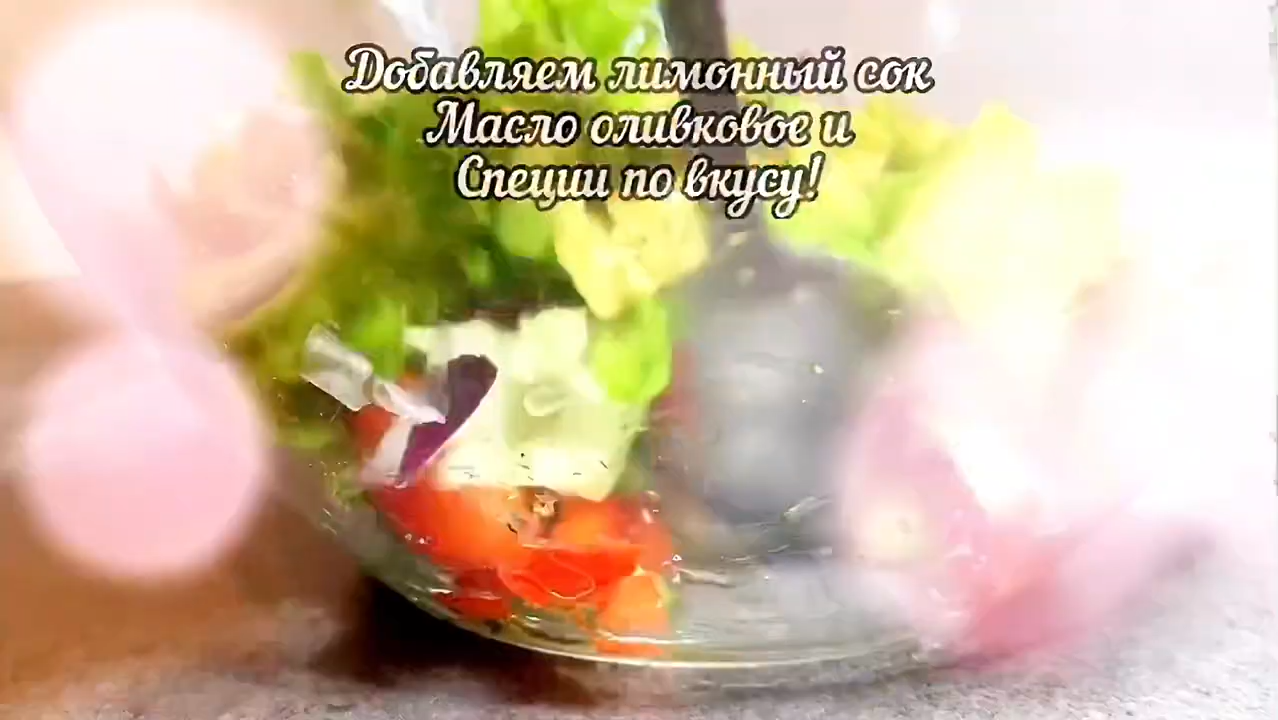 Добавляем лимонный сок
Масло оливковое и
Специи по вкусу!